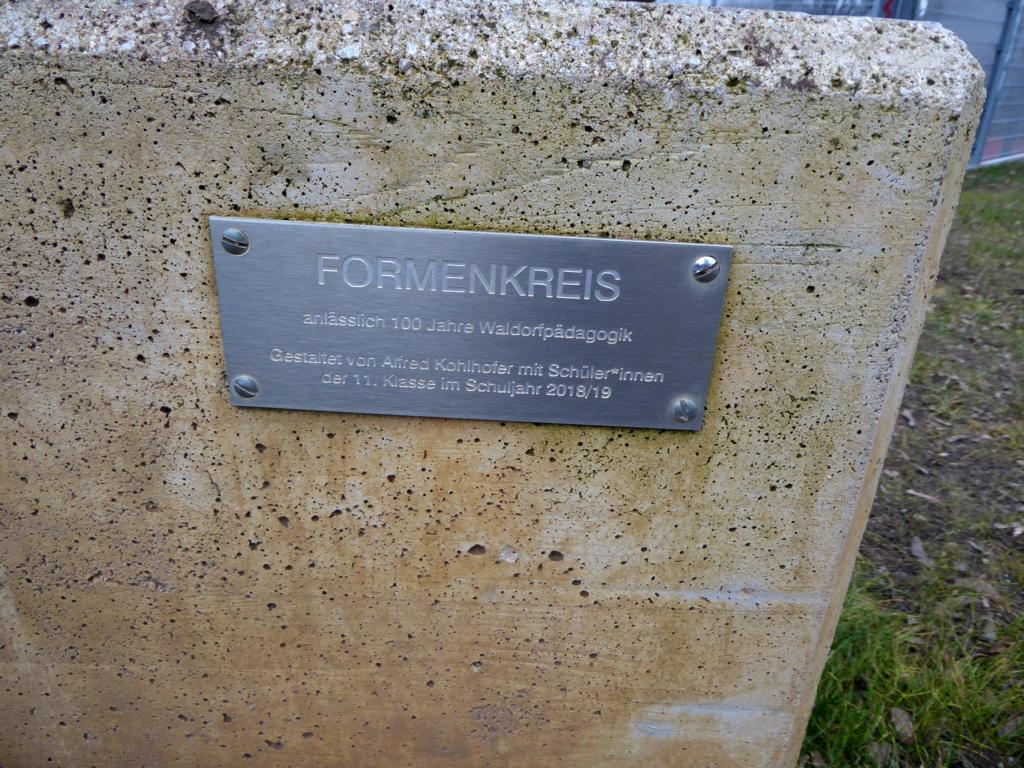 FORMENKREIS
anlässlich 100 Jahre Waldorfpädagogik
Gestaltet von Alfred Kohlhofer mit Schüler*innen
der 11. Klasse im Schuljahr 2018/19